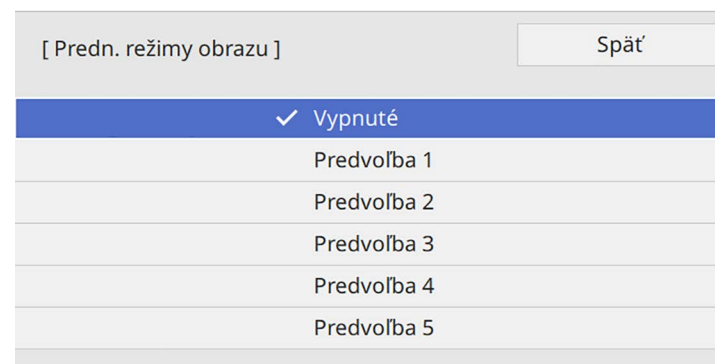 [ Predn. režimy obrazu ]
Späť
Vypnuté
Predvoľba 1
Predvoľba 2
Predvoľba 3
Predvoľba 4
Predvoľba 5